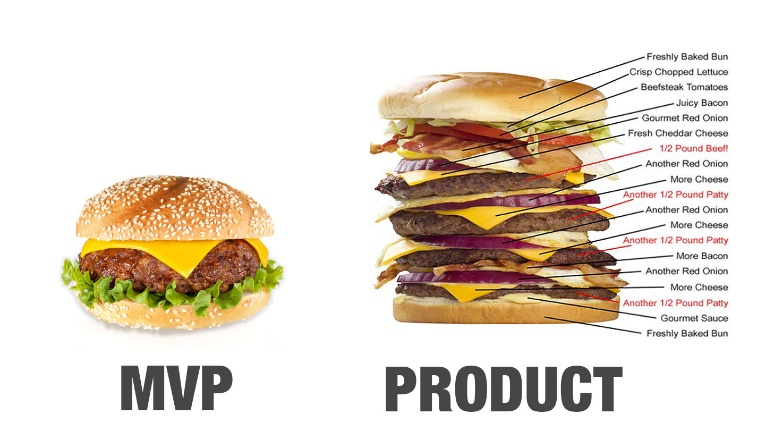 Freshly Baked Bun
Crisp Chopped Lettuce
Beefsteak Tomatoes
Juicy Bacon
Gourmet Red Onion
Fresh Cheddar Cheese
1/2 Pound Beef!
Another Red Onion
More Cheese
Another 1/2 Pound Patty
Another Red Onion
More Cheese
Another 1/2 Pound Patty
More Bacon
Another Red Onion
More Cheese
Another 1/2 Pound Patty
Gourmet Sauce
Freshly Baked Bun
MVP
PRODUCT